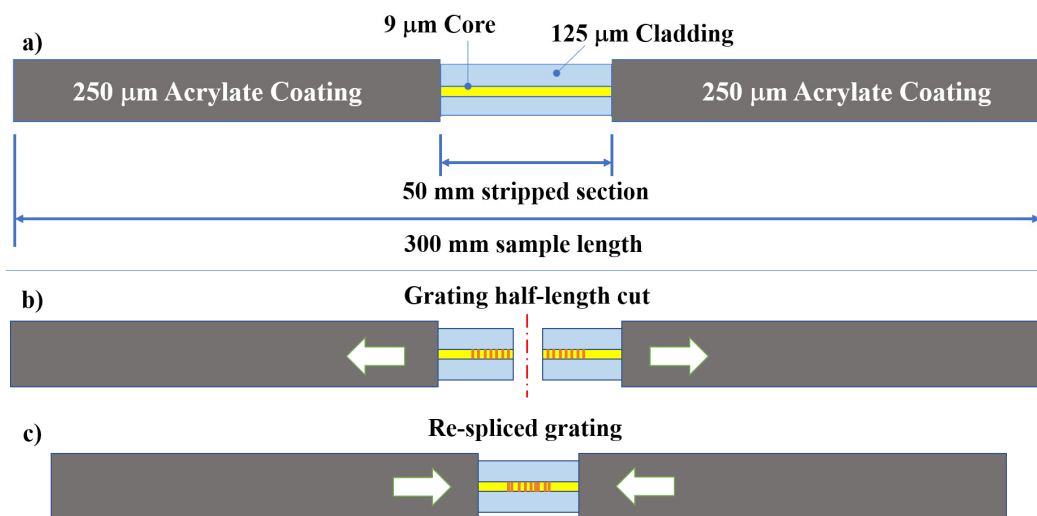 a)
9 μm Core
125 μm Cladding
250 μm Acrylate Coating
250 μm Acrylate Coating
50 mm stripped section
300 mm sample length
b)
Grating half-length cut
c)
Re-spliced grating